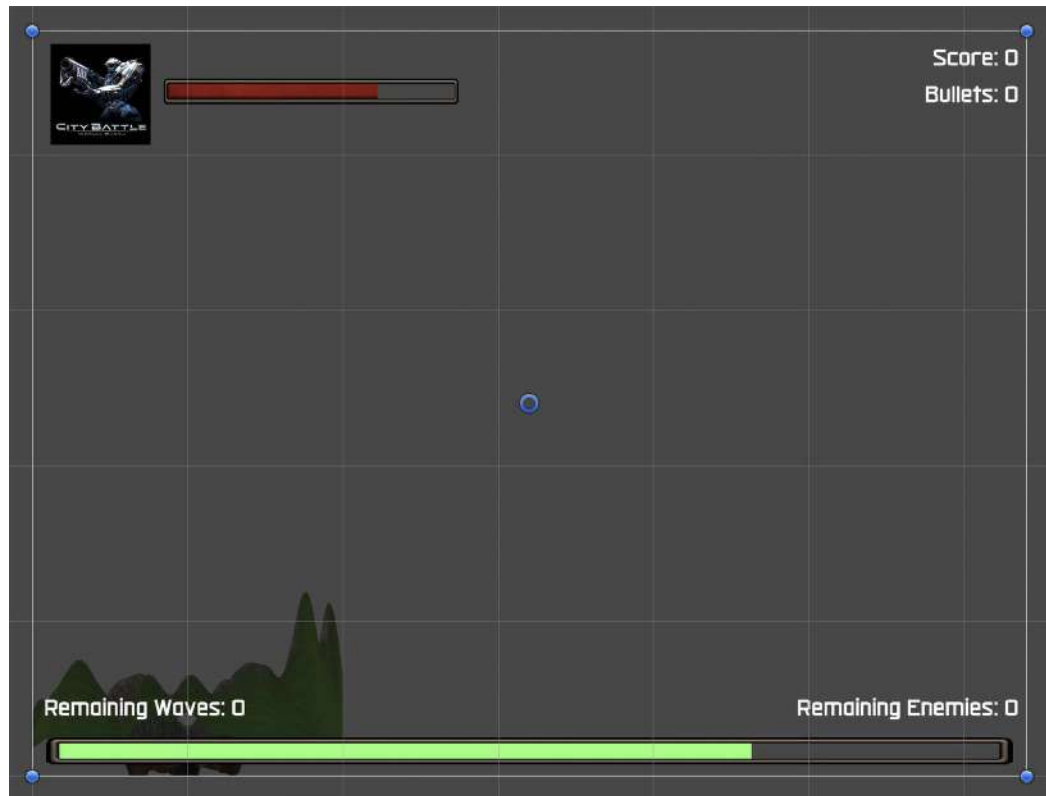 CITY BATTLE
Score: 0
Bullets: 0
Remaining Waves: 0
Remaining Enemies: 0